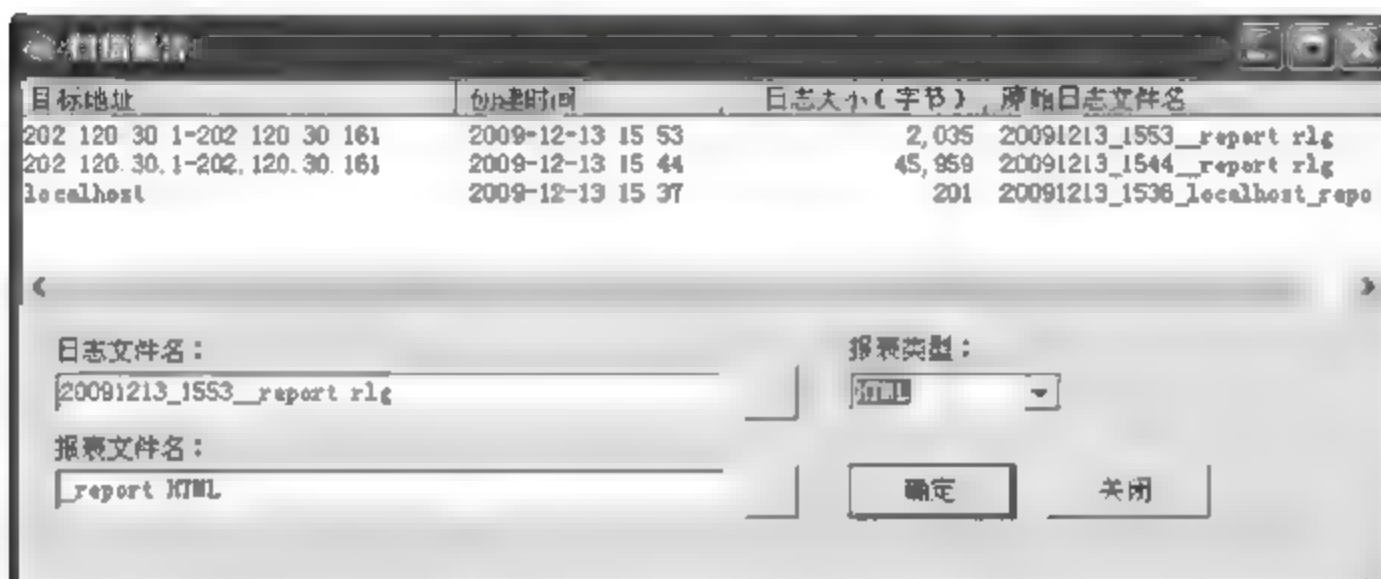 目标地址 创建时间 日志大小(字节) 原始日志文件名
202 120 30 1-202 120 30 161 2009-12-13 15 53 2,035 20091213_1553__report rlg
202 120.30.1-202.120.30 161 2009-12-13 15 44 45,959 20091213_1544__report rlg
localhost 2009-12-13 15 37 201 20091213_1536_localhost_repo
日志文件名: 报表类型:
20091213_1553__report rlg HTML
报表文件名:
_report HTML 确定 关闭